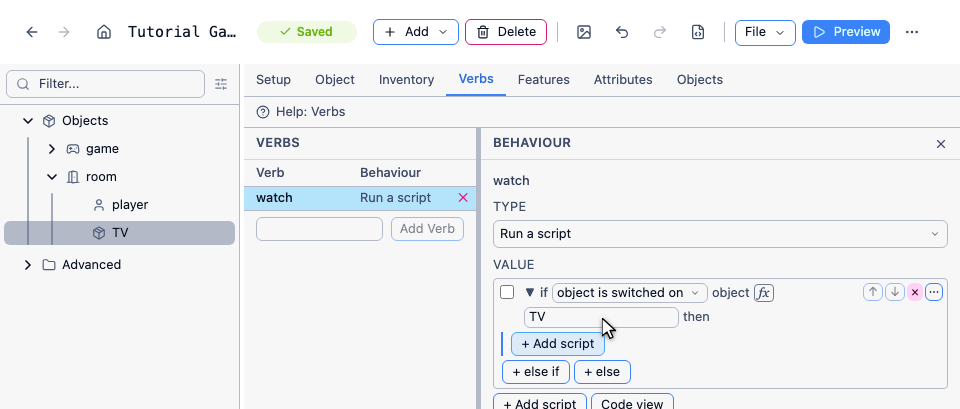 Tutorial Ga... Saved Add Delete File Preview
Filter...
Setup Object Inventory Verbs Features Attributes Objects
Help: Verbs
Objects
game
room
player
TV
Advanced
VERBS
Verb Behaviour
watch Run a script
Add Verb
BEHAVIOUR
watch
TYPE
Run a script
VALUE
if object is switched on object fx
TV then
+ Add script
+ else if + else
+ Add script Code view